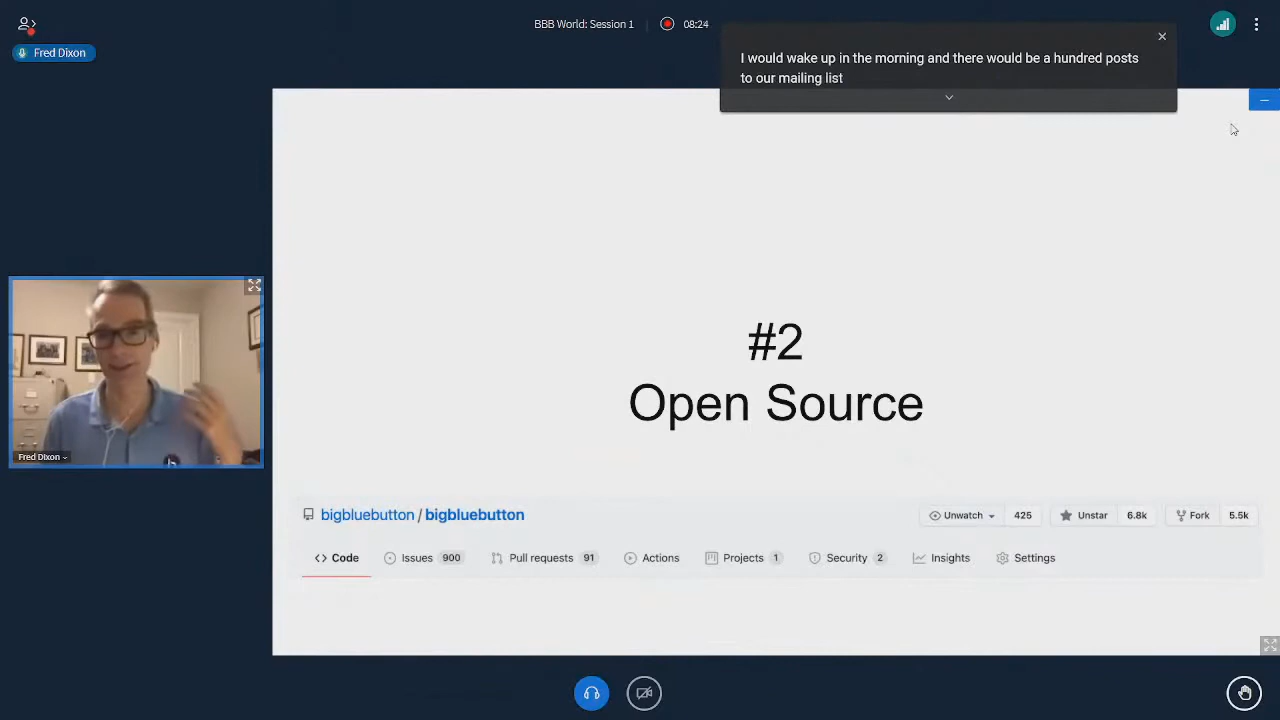 BBB World: Session 1
08:24
Fred Dixon
I would wake up in the morning and there would be a hundred posts
to our mailing list
#2
Open Source
Fred Dixon
bigbluebutton / bigbluebutton
Unwatch 425
Unstar 6.8k
Fork 5.5k
Code
Issues 900
Pull requests 91
Actions
Projects 1
Security 2
Insights
Settings